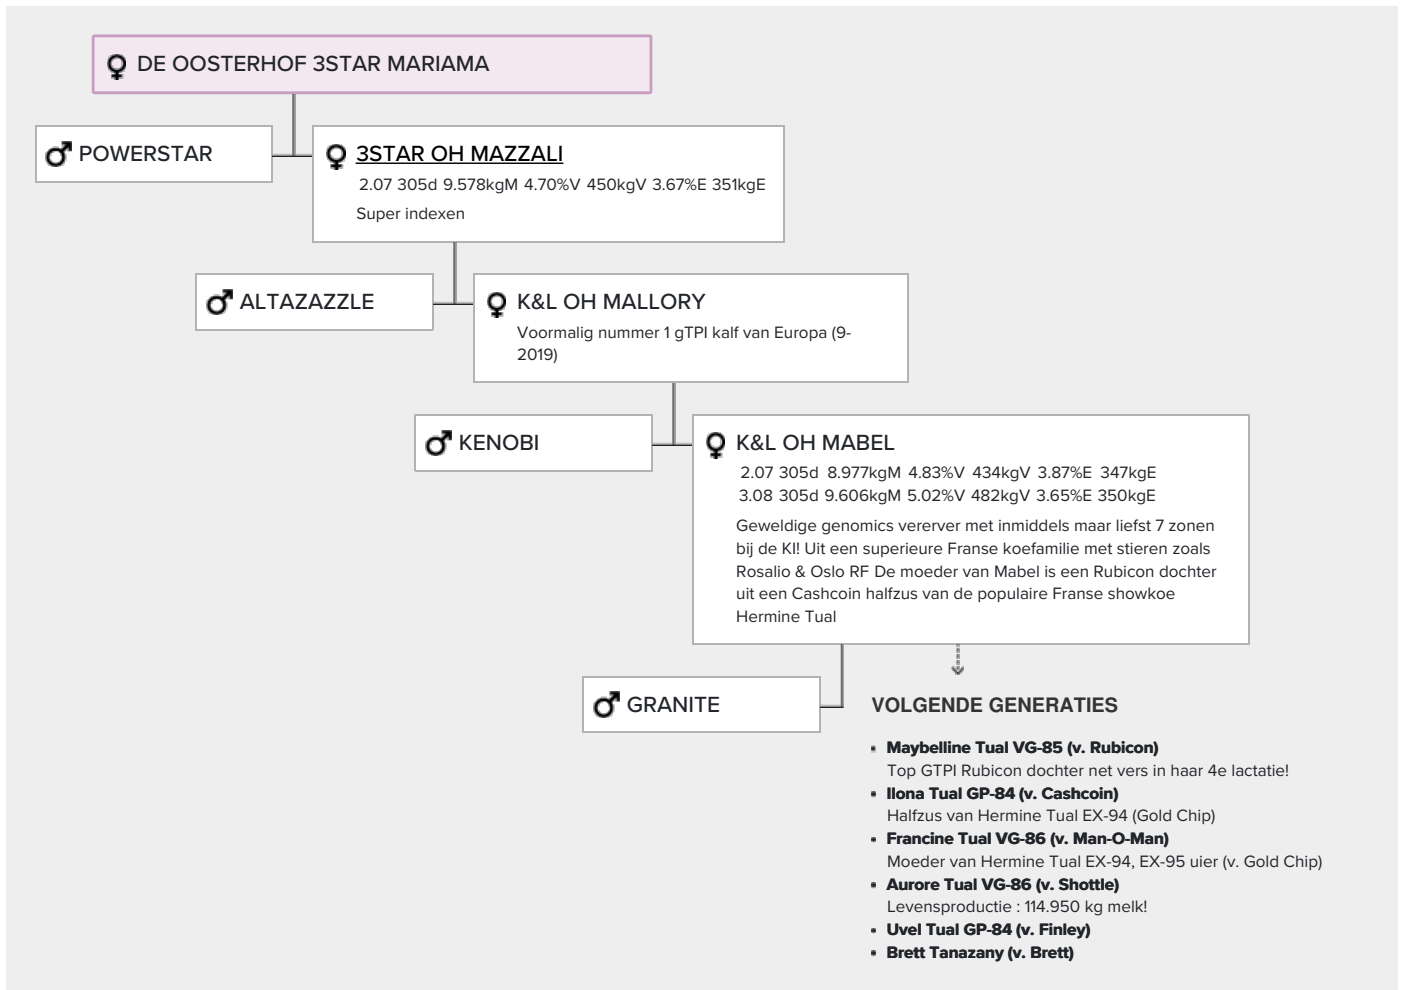 DE OOSTERHOF 3STAR MARIAMA
POWERSTAR
3STAR OH MAZZALI
2.07 305d 9.578kgM 4.70%V 450kgV 3.67%E 351kgE
Super indexen
ALTAZAZZLE
K&L OH MALLORY
Voormalig nummer 1 gTPI kalf van Europa (9-
2019)
KENOBI
K&L OH MABEL
2.07 305d 8.977kgM 4.83%V 434kgV 3.87%E 347kgE
3.08 305d 9.606kgM 5.02%V 482kgV 3.65%E 350kgE
Geweldige genomics vererver met inmiddels maar liefst 7 zonen
bij de KI! Uit een superieure Franse koefamilie met stieren zoals
Rosalio & Oslo RF De moeder van Mabel is een Rubicon dochter
uit een Cashcoin halfzus van de populaire Franse showkoe
Hermine Tual
GRANITE
VOLGENDE GENERATIES
Maybelline Tual VG-85 (v. Rubicon)
Top GTPI Rubicon dochter net vers in haar 4e lactatie!
Ilona Tual GP-84 (v. Cashcoin)
Halfzus van Hermine Tual EX-94 (Gold Chip)
Francine Tual VG-86 (v. Man-O-Man)
Moeder van Hermine Tual EX-94, EX-95 uier (v. Gold Chip)
Aurore Tual VG-86 (v. Shottle)
Levensproductie : 114.950 kg melk!
Uvel Tual GP-84 (v. Finley)
Brett Tanazany (v. Brett)